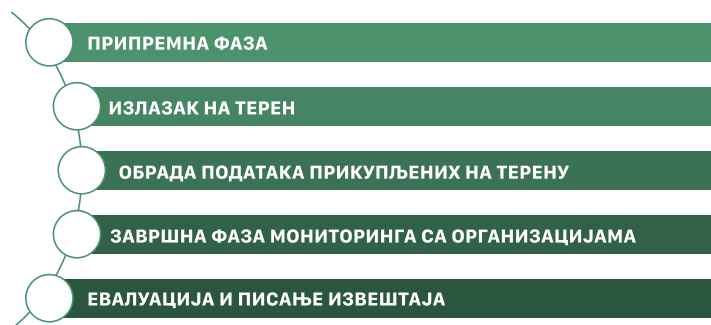 ПРИПРЕМНА ФАЗА
ИЗЛАЗАК НА ТЕРЕН
ОБРАДА ПОДАТАКА ПРИКУПЉЕНИХ НА ТЕРЕНУ
ЗАВРШНА ФАЗА МОНИТОРИНГА СА ОРГАНИЗАЦИЈАМА
ЕВАЛУАЦИЈА И ПИСАЊЕ ИЗВЕШТАЈА